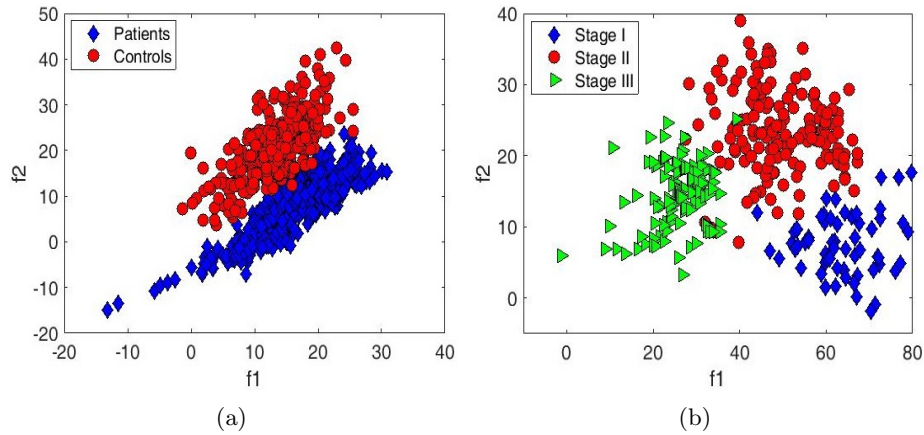 50
40
30
20
10
0
-10
-20
f2
Patients
Controls
-20 -10 0 10 20 30 40
f1
(a)
40
30
20
10
0
f2
Stage I
Stage II
Stage III
0 20 40 60 80
f1
(b)